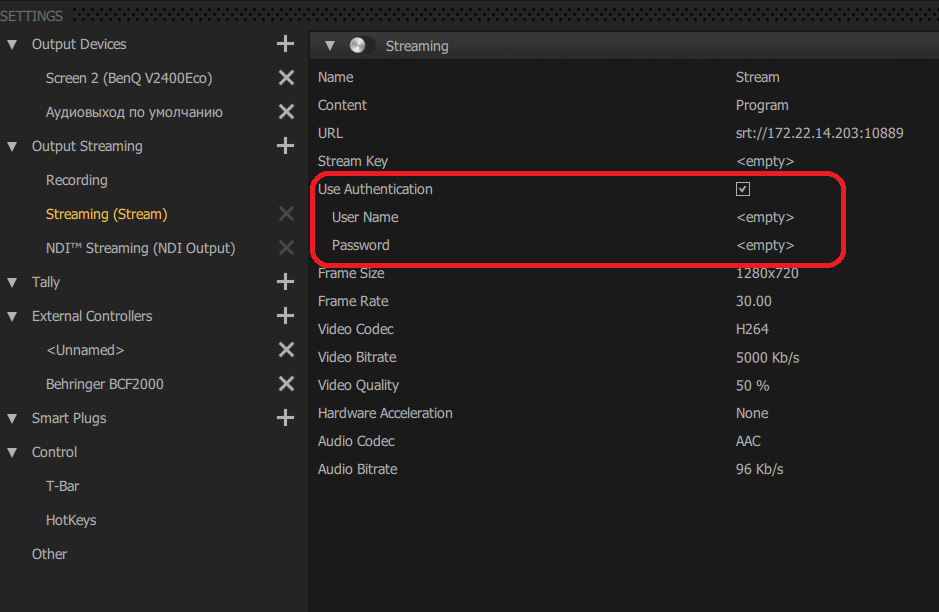 SETTINGS
Output Devices
Screen 2 (BenQ V2400Eco)
Аудиовыход по умолчанию
Output Streaming
Recording
Streaming (Stream)
NDI™ Streaming (NDI Output)
Tally
External Controllers
<Unnamed>
Behringer BCF2000
Smart Plugs
Control
T-Bar
HotKeys
Other
Streaming
Name Stream
Content Program
URL srt://172.22.14.203:10889
Stream Key <empty>
Use Authentication
User Name <empty>
Password <empty>
Frame Size 1280x720
Frame Rate 30.00
Video Codec H264
Video Bitrate 5000 Kb/s
Video Quality 50 %
Hardware Acceleration None
Audio Codec AAC
Audio Bitrate 96 Kb/s